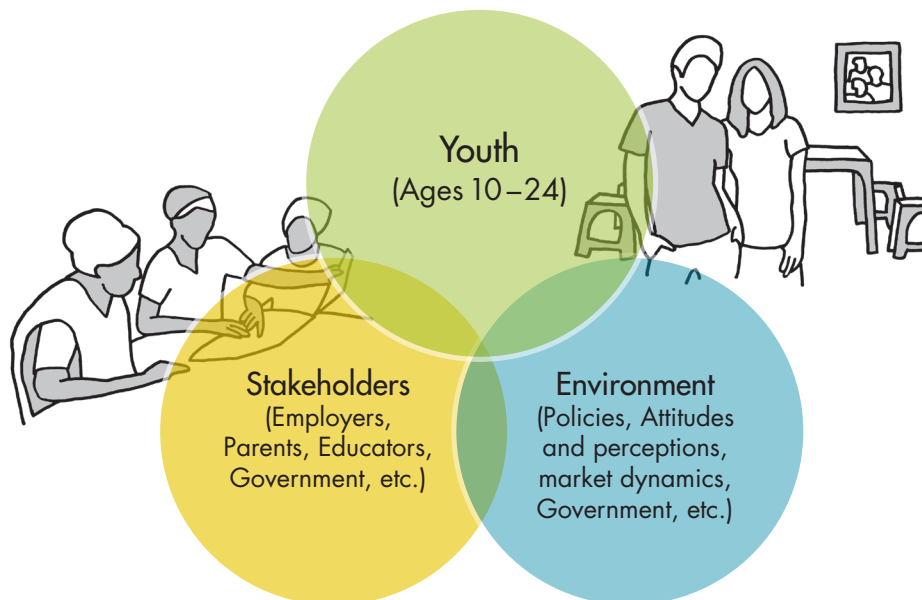 Youth
(Ages 10–24)
Stakeholders
(Employers,
Parents, Educators,
Government, etc.)
Environment
(Policies, Attitudes
and perceptions,
market dynamics,
Government, etc.)